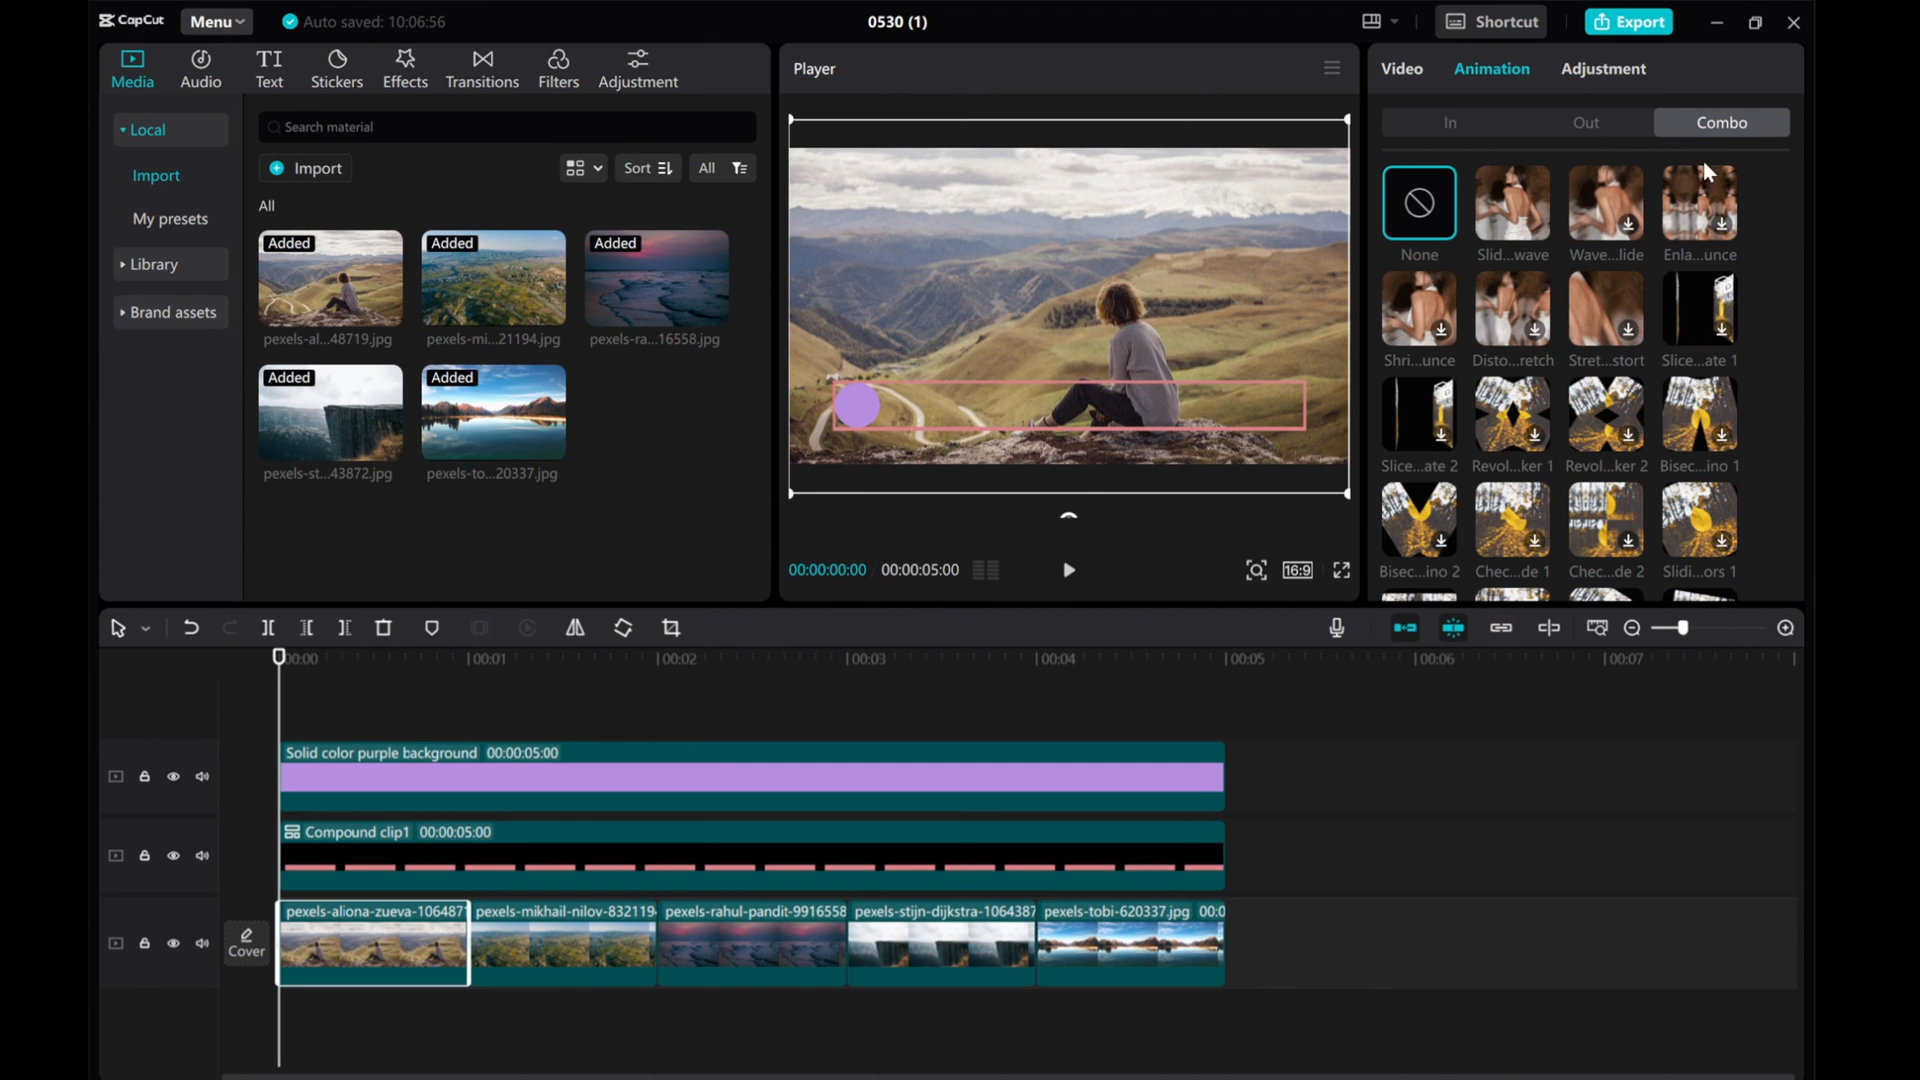 CapCut
Menu
Auto saved: 10:06:56
0530 (1)
Shortcut
Export
Media
Audio
Text
Stickers
Effects
Transitions
Filters
Adjustment
Local
Import
My presets
Library
Brand assets
Search material
Import
Sort
All
All
Added
Added
Added
pexels-al...48719.jpg
pexels-mi...21194.jpg
pexels-ra...16558.jpg
Added
Added
pexels-st...43872.jpg
pexels-to...20337.jpg
Player
00:00:00:00 / 00:00:05:00
16:9
Video
Animation
Adjustment
In
Out
Combo
None
Slid...wave
Wave...lide
Enla...unce
Shri...unce
Disto...retch
Stret...stort
Slice...ate 1
Slice...ate 2
Revol...ker 1
Revol...ker 2
Bisec...ino 1
Bisec...ino 2
Chec...de 1
Chec...de 2
Slidi...ors 1
00:00
00:01
00:02
00:03
00:04
00:05
00:06
00:07
Solid color purple background 00:00:05:00
Compound clip1 00:00:05:00
Cover
pexels-aliona-zueva-1064871
pexels-mikhail-nilov-832119
pexels-rahul-pandit-9916558
pexels-stijn-dijkstra-1064387
pexels-tobi-620337.jpg 00:0